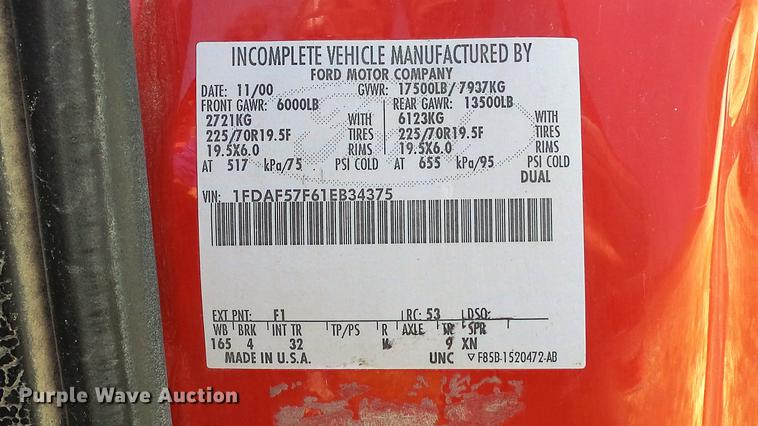 INCOMPLETE VEHICLE MANUFACTURED BY
FORD MOTOR COMPANY
DATE: 11/00 GVWR: 17500LB/ 7937KG
FRONT GAWR: 6000LB REAR GAWR: 13500LB
2721KG WITH 6123KG WITH
225/70R19.5F TIRES 225/70R19.5F TIRES
19.5X6.0 RIMS 19.5X6.0 RIMS
AT 517 kPa/75 PSI COLD AT 655 kPa/95 PSI COLD
DUAL
VIN: 1FDAF57F61EB34375
EXT PNT: F1 RC: 53 DSO:
WB BRK INT TR TP/PS R AXLE TR SPR
165 4 32 9 XN
MADE IN U.S.A. UNC F85B-1520472-AB
Purple Wave Auction